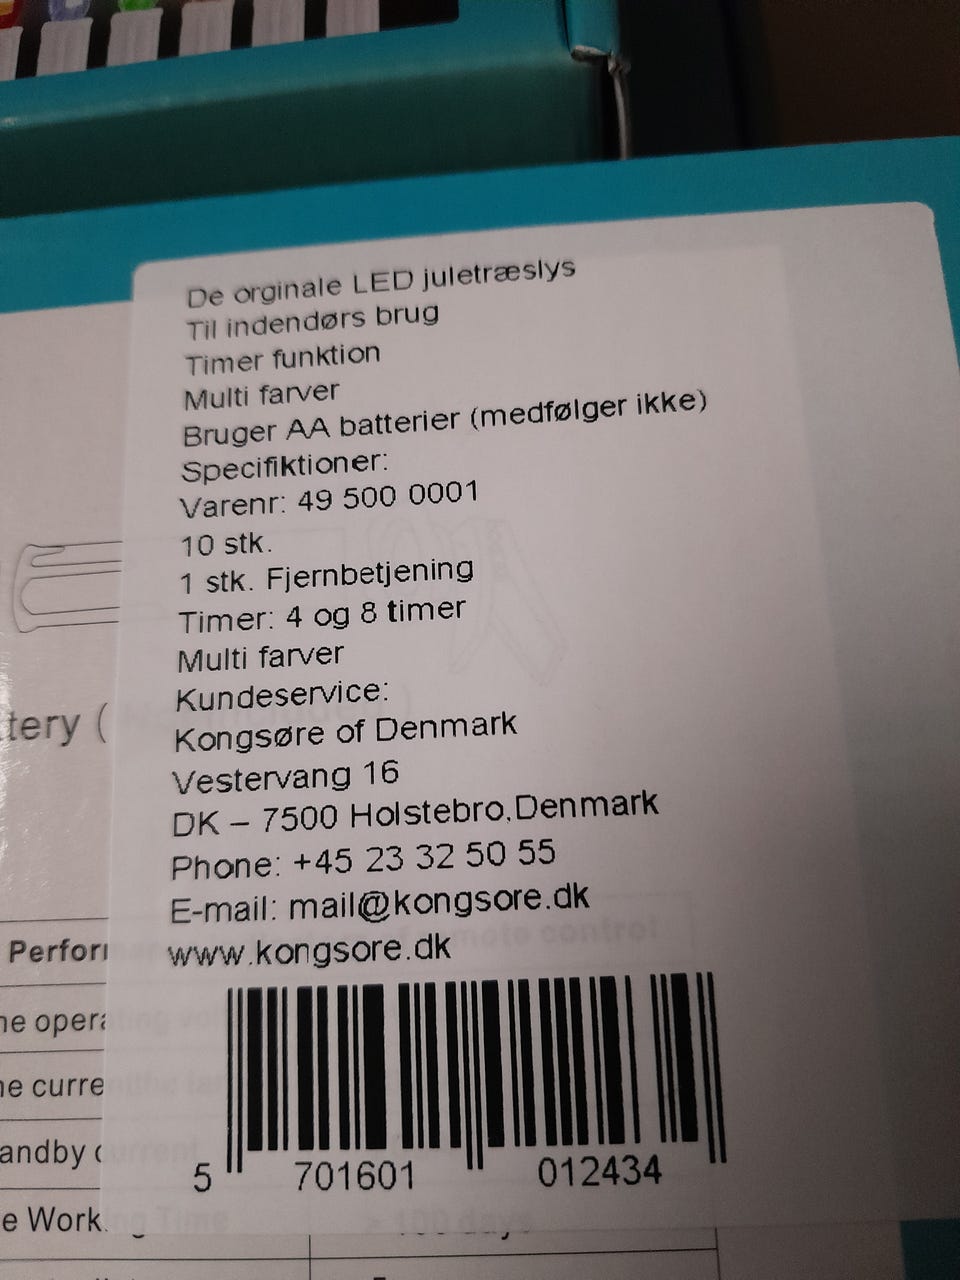 De orginale LED juletræslys
Til indendørs brug
Timer funktion
Multi farver
Bruger AA batterier (medfølger ikke)
Specifiktioner:
Varenr: 49 500 0001
10 stk.
1 stk. Fjernbetjening
Timer: 4 og 8 timer
Multi farver
Kundeservice:
Kongsøre of Denmark
Vestervang 16
DK – 7500 Holstebro,Denmark
Phone: +45 23 32 50 55
E-mail: mail@kongsore.dk
www.kongsore.dk
5 701601 012434
tery (
Perform
he opera
he curre
andby c
e Work